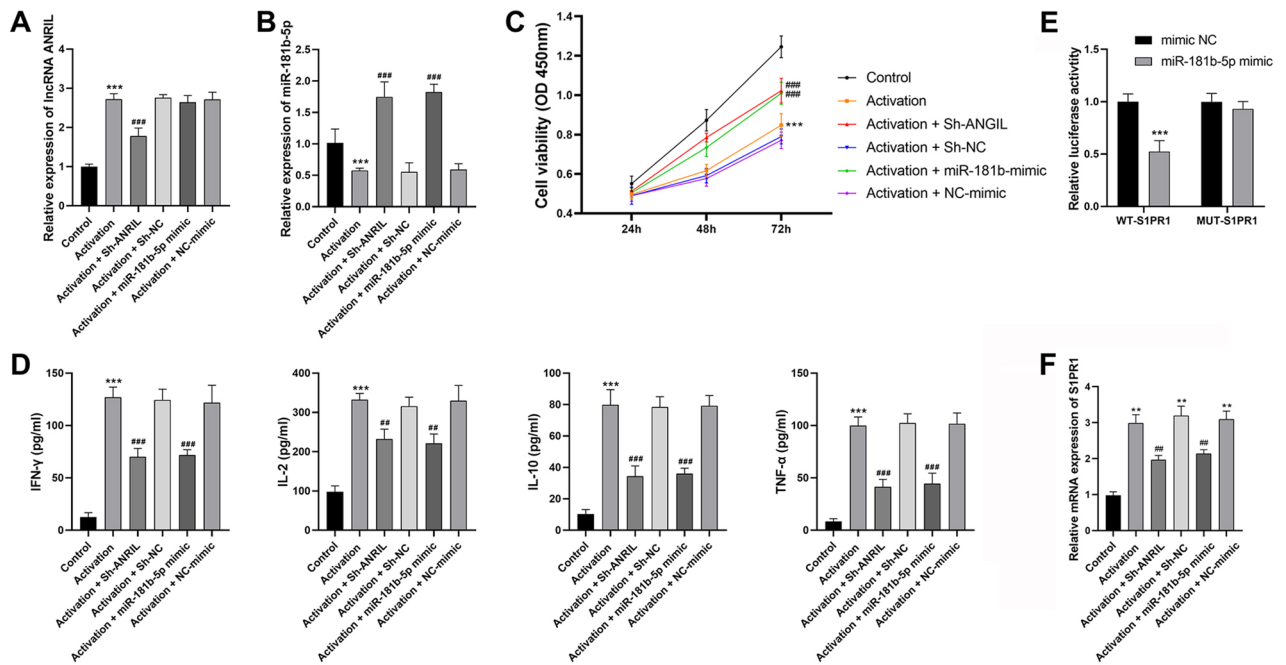 A
Relative expression of lncRNA ANRIL
4
3
2
1
0
***
###
Control
Activation
Activation + Sh-ANRIL
Activation + Sh-NC
Activation + miR-181b-5p mimic
Activation + NC-mimic
B
Relative expression of miR-181b-5p
2.5
2.0
1.5
1.0
0.5
0.0
***
###
###
Control
Activation
Activation + Sh-ANRIL
Activation + Sh-NC
Activation + miR-181b-5p mimic
Activation + NC-mimic
C
Cell viability (OD 450nm)
1.4
1.2
1.0
0.8
0.6
0.4
24h
48h
72h
###
###
***
Control
Activation
Activation + Sh-ANGIL
Activation + Sh-NC
Activation + miR-181b-mimic
Activation + NC-mimic
E
mimic NC
miR-181b-5p mimic
Relative luciferase activtity
1.5
1.0
0.5
0.0
***
WT-S1PR1
MUT-S1PR1
D
IFN-γ (pg/ml)
150
100
50
0
***
###
###
Control
Activation
Activation + Sh-ANRIL
Activation + Sh-NC
Activation + miR-181b-5p mimic
Activation + NC-mimic
IL-2 (pg/ml)
400
300
200
100
0
***
##
##
Control
Activation
Activation + Sh-ANRIL
Activation + Sh-NC
Activation + miR-181b-5p mimic
Activation + NC-mimic
IL-10 (pg/ml)
100
80
60
40
20
0
***
###
###
Control
Activation
Activation + Sh-ANRIL
Activation + Sh-NC
Activation + miR-181b-5p mimic
Activation + NC-mimic
TNF-α (pg/ml)
150
100
50
0
***
###
###
Control
Activation
Activation + Sh-ANRIL
Activation + Sh-NC
Activation + miR-181b-5p mimic
Activation + NC-mimic
F
Relative mRNA expression of S1PR1
4
3
2
1
0
**
##
**
##
**
Control
Activation
Activation + Sh-ANRIL
Activation + Sh-NC
Activation + miR-181b-5p mimic
Activation + NC-mimic